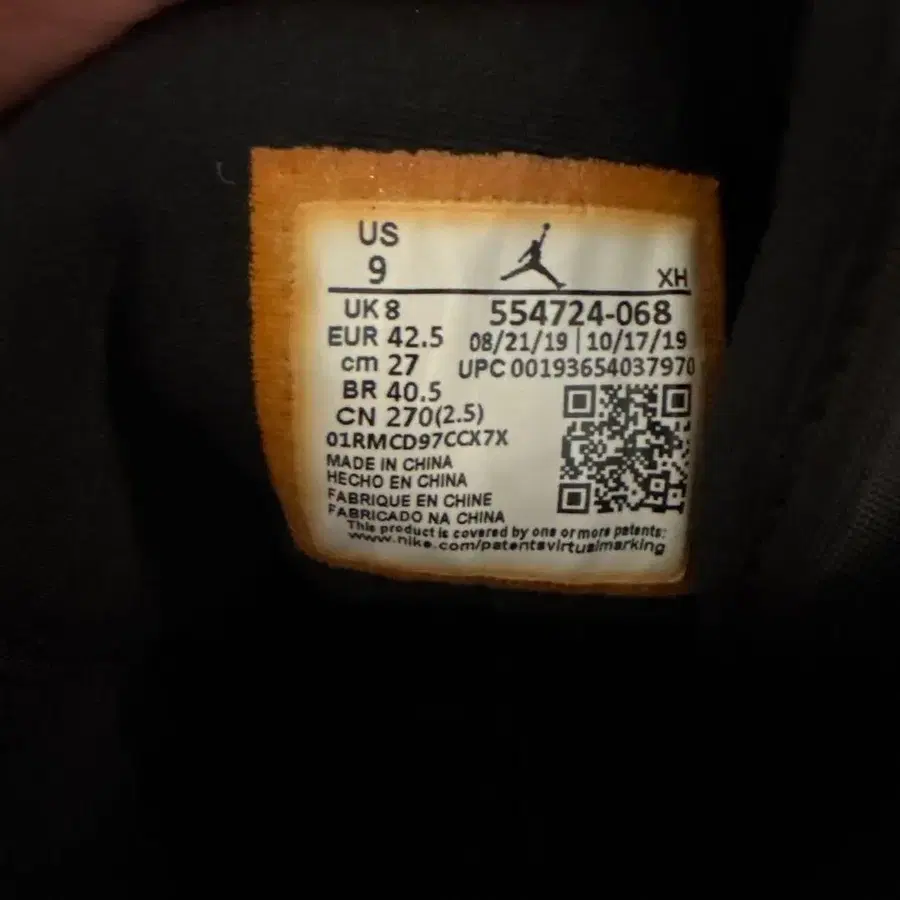 US
9
XH
UK 8
554724-068
EUR 42.5
08/21/19 | 10/17/19
cm 27
UPC 00193654037970
BR 40.5
CN 270(2.5)
01RMCD97CCX7X
MADE IN CHINA
HECHO EN CHINA
FABRIQUE EN CHINE
FABRICADO NA CHINA
This product is covered by one or more patents:
www.nike.com/patentsvirtualmarking